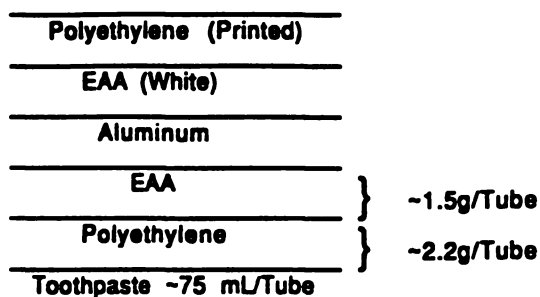 Polyethylene (Printed)
EAA (White)
Aluminum
EAA
~1.5g/Tube
Polyethylene
~2.2g/Tube
Toothpaste ~75 mL/Tube